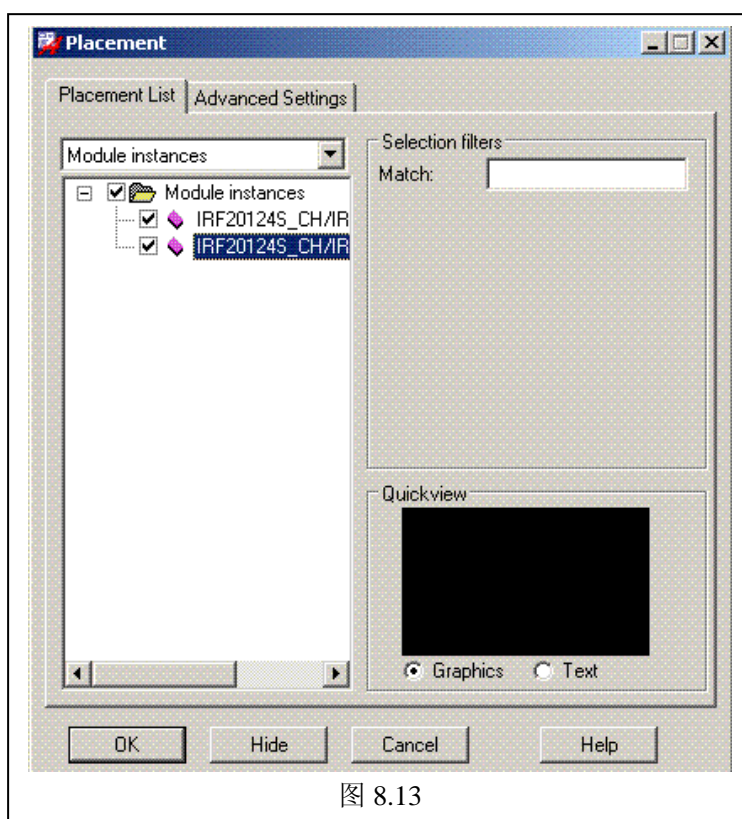 Placement
Placement List
Advanced Settings
Module instances
Module instances
IRF20124S_CH/IR
IRF20124S_CH/IR
Selection filters
Match:
Quickview
Graphics
Text
OK
Hide
Cancel
Help
图 8.13